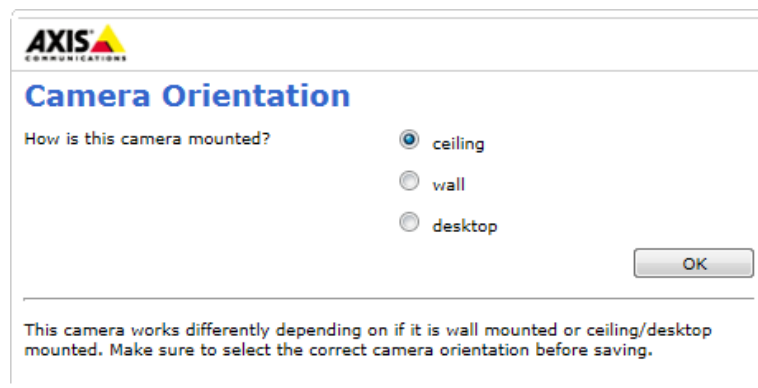 AXIS
COMMUNICATIONS
Camera Orientation
How is this camera mounted?
ceiling
wall
desktop
OK
This camera works differently depending on if it is wall mounted or ceiling/desktop
mounted. Make sure to select the correct camera orientation before saving.